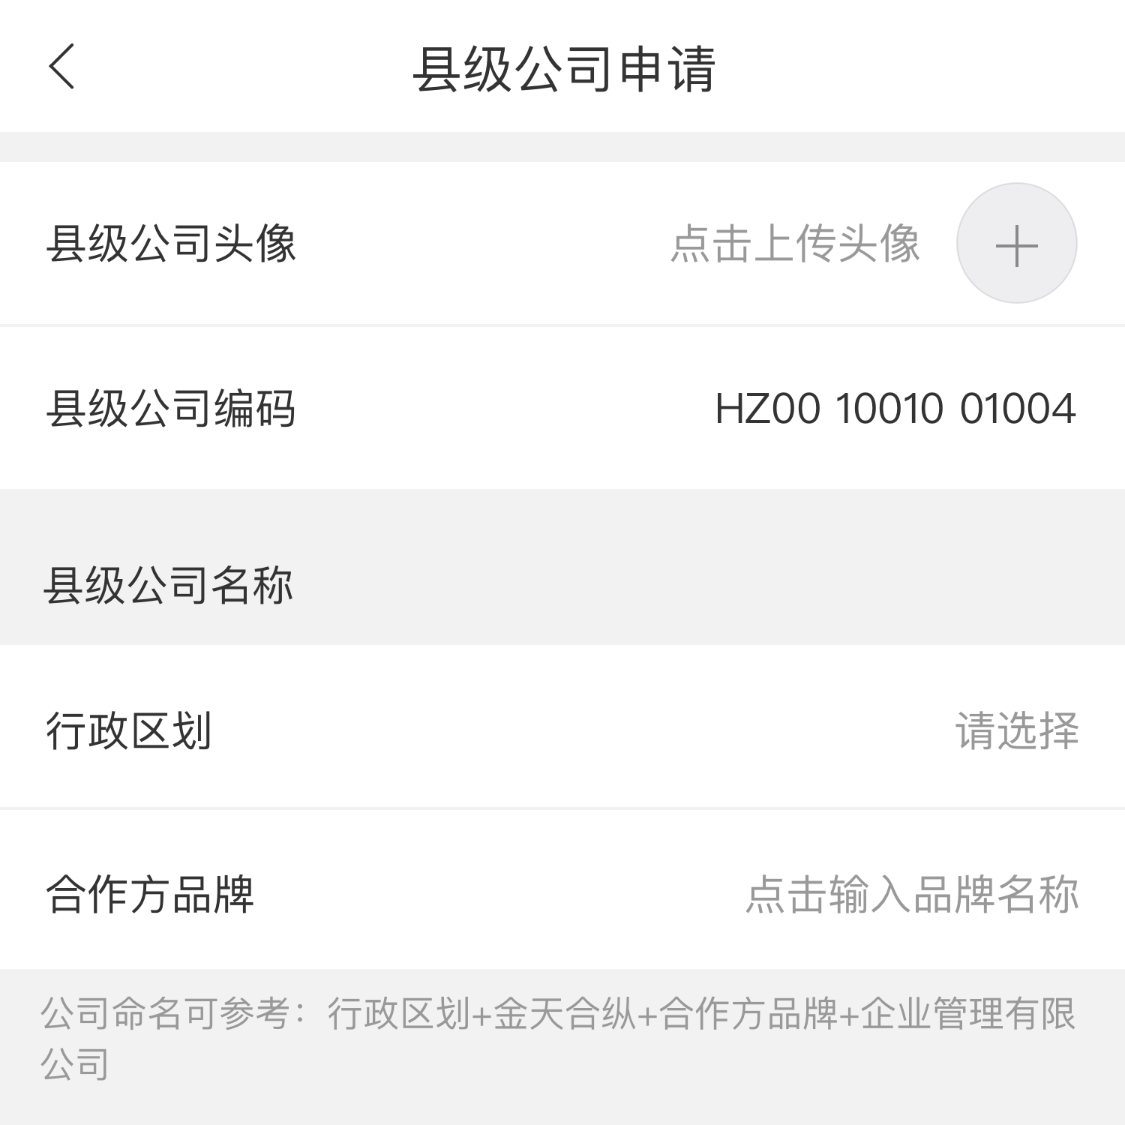 县级公司申请
县级公司头像 点击上传头像
县级公司编码 HZ00 10010 01004
县级公司名称
行政区划 请选择
合作方品牌 点击输入品牌名称
公司命名可参考：行政区划+金天合纵+合作方品牌+企业管理有限
公司